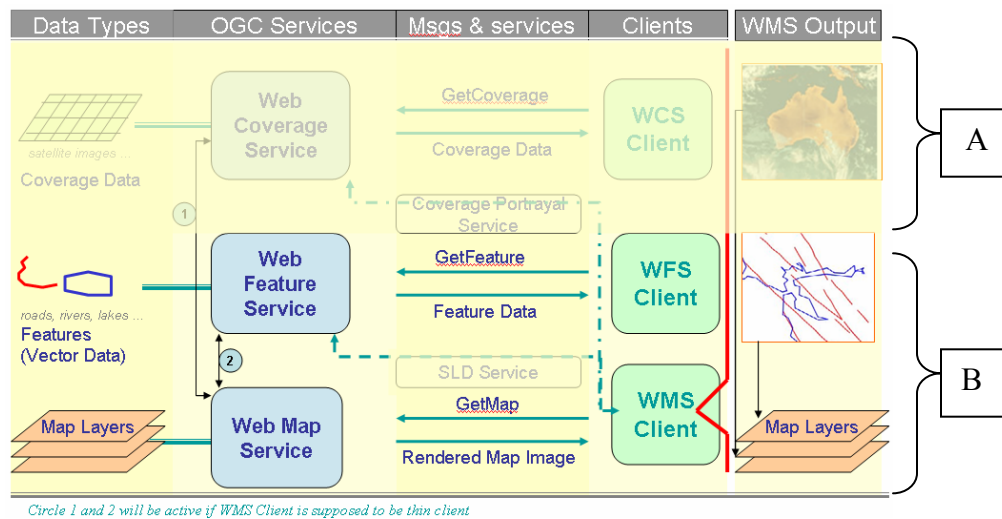 Data Types
OGC Services
Msgs & services
Clients
WMS Output
Web
Coverage
Service
GetCoverage
Coverage Data
WCS
Client
A
satellite images ...
Coverage Data
1
Coverage Portrayal
Service
Web
Feature
Service
GetFeature
Feature Data
WFS
Client
roads, rivers, lakes ...
Features
(Vector Data)
2
SLD Service
B
Map Layers
Web Map
Service
GetMap
Rendered Map Image
WMS
Client
Map Layers
Circle 1 and 2 will be active if WMS Client is supposed to be thin client